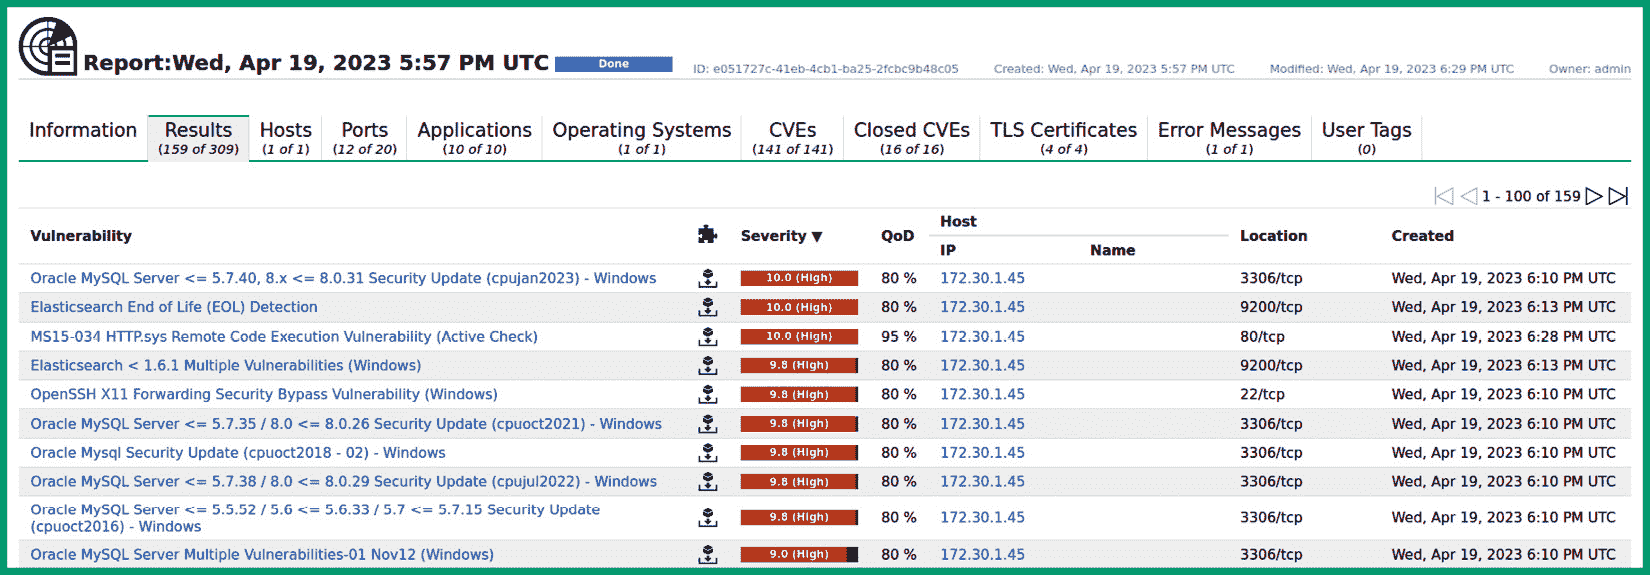 Report:Wed, Apr 19, 2023 5:57 PM UTC Done ID: e051727c-41eb-4cb1-ba25-2fcbc9b48c05 Created: Wed, Apr 19, 2023 5:57 PM UTC Modified: Wed, Apr 19, 2023 6:29 PM UTC Owner: admin
Information Results Hosts Ports Applications Operating Systems CVEs Closed CVEs TLS Certificates Error Messages User Tags
(159 of 309) (1 of 1) (12 of 20) (10 of 10) (1 of 1) (141 of 141) (16 of 16) (4 of 4) (1 of 1) (0)
1 - 100 of 159
Host
Vulnerability Severity ▼ QoD Location Created
IP Name
Oracle MySQL Server <= 5.7.40, 8.x <= 8.0.31 Security Update (cpujan2023) - Windows 10.0 (High) 80 % 172.30.1.45 3306/tcp Wed, Apr 19, 2023 6:10 PM UTC
Elasticsearch End of Life (EOL) Detection 10.0 (High) 80 % 172.30.1.45 9200/tcp Wed, Apr 19, 2023 6:13 PM UTC
MS15-034 HTTP.sys Remote Code Execution Vulnerability (Active Check) 10.0 (High) 95 % 172.30.1.45 80/tcp Wed, Apr 19, 2023 6:28 PM UTC
Elasticsearch < 1.6.1 Multiple Vulnerabilities (Windows) 9.8 (High) 80 % 172.30.1.45 9200/tcp Wed, Apr 19, 2023 6:13 PM UTC
OpenSSH X11 Forwarding Security Bypass Vulnerability (Windows) 9.8 (High) 80 % 172.30.1.45 22/tcp Wed, Apr 19, 2023 6:10 PM UTC
Oracle MySQL Server <= 5.7.35 / 8.0 <= 8.0.26 Security Update (cpuoct2021) - Windows 9.8 (High) 80 % 172.30.1.45 3306/tcp Wed, Apr 19, 2023 6:10 PM UTC
Oracle Mysql Security Update (cpuoct2018 - 02) - Windows 9.8 (High) 80 % 172.30.1.45 3306/tcp Wed, Apr 19, 2023 6:10 PM UTC
Oracle MySQL Server <= 5.7.38 / 8.0 <= 8.0.29 Security Update (cpujul2022) - Windows 9.8 (High) 80 % 172.30.1.45 3306/tcp Wed, Apr 19, 2023 6:10 PM UTC
Oracle MySQL Server <= 5.5.52 / 5.6 <= 5.6.33 / 5.7 <= 5.7.15 Security Update
(cpuoct2016) - Windows 9.8 (High) 80 % 172.30.1.45 3306/tcp Wed, Apr 19, 2023 6:10 PM UTC
Oracle MySQL Server Multiple Vulnerabilities-01 Nov12 (Windows) 9.0 (High) 80 % 172.30.1.45 3306/tcp Wed, Apr 19, 2023 6:10 PM UTC